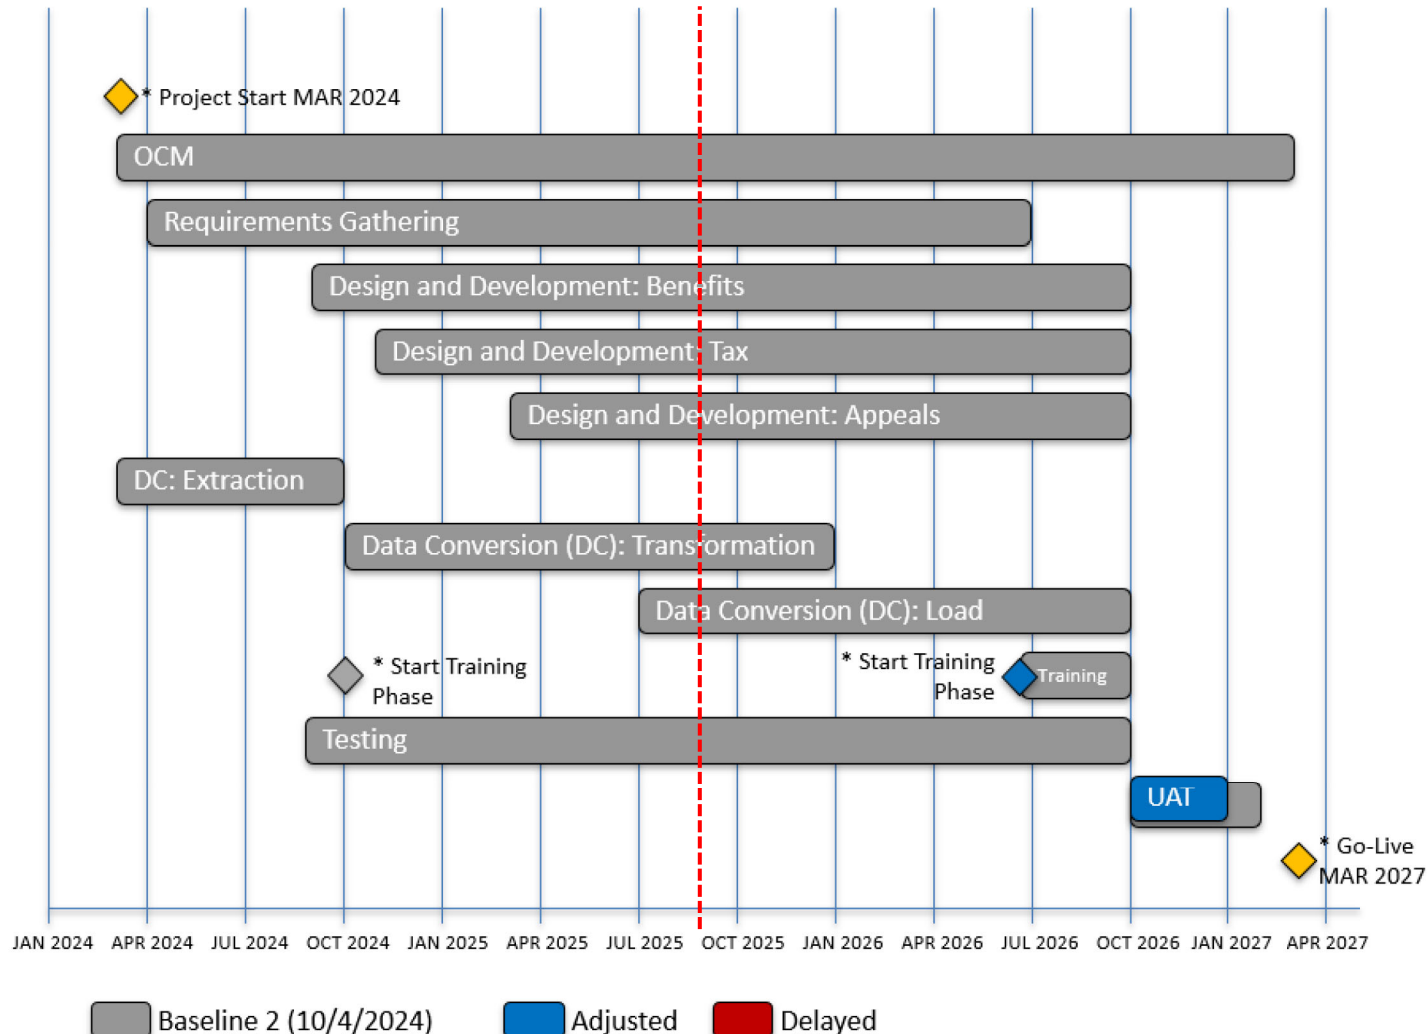 * Project Start MAR 2024
OCM
Requirements Gathering
Design and Development: Benefits
Design and Development: Tax
Design and Development: Appeals
DC: Extraction
Data Conversion (DC): Transformation
Data Conversion (DC): Load
* Start Training
Phase
* Start Training
Phase
Training
Testing
UAT
* Go-Live
MAR 2027
JAN 2024 APR 2024 JUL 2024 OCT 2024 JAN 2025 APR 2025 JUL 2025 OCT 2025 JAN 2026 APR 2026 JUL 2026 OCT 2026 JAN 2027 APR 2027
Baseline 2 (10/4/2024) Adjusted Delayed